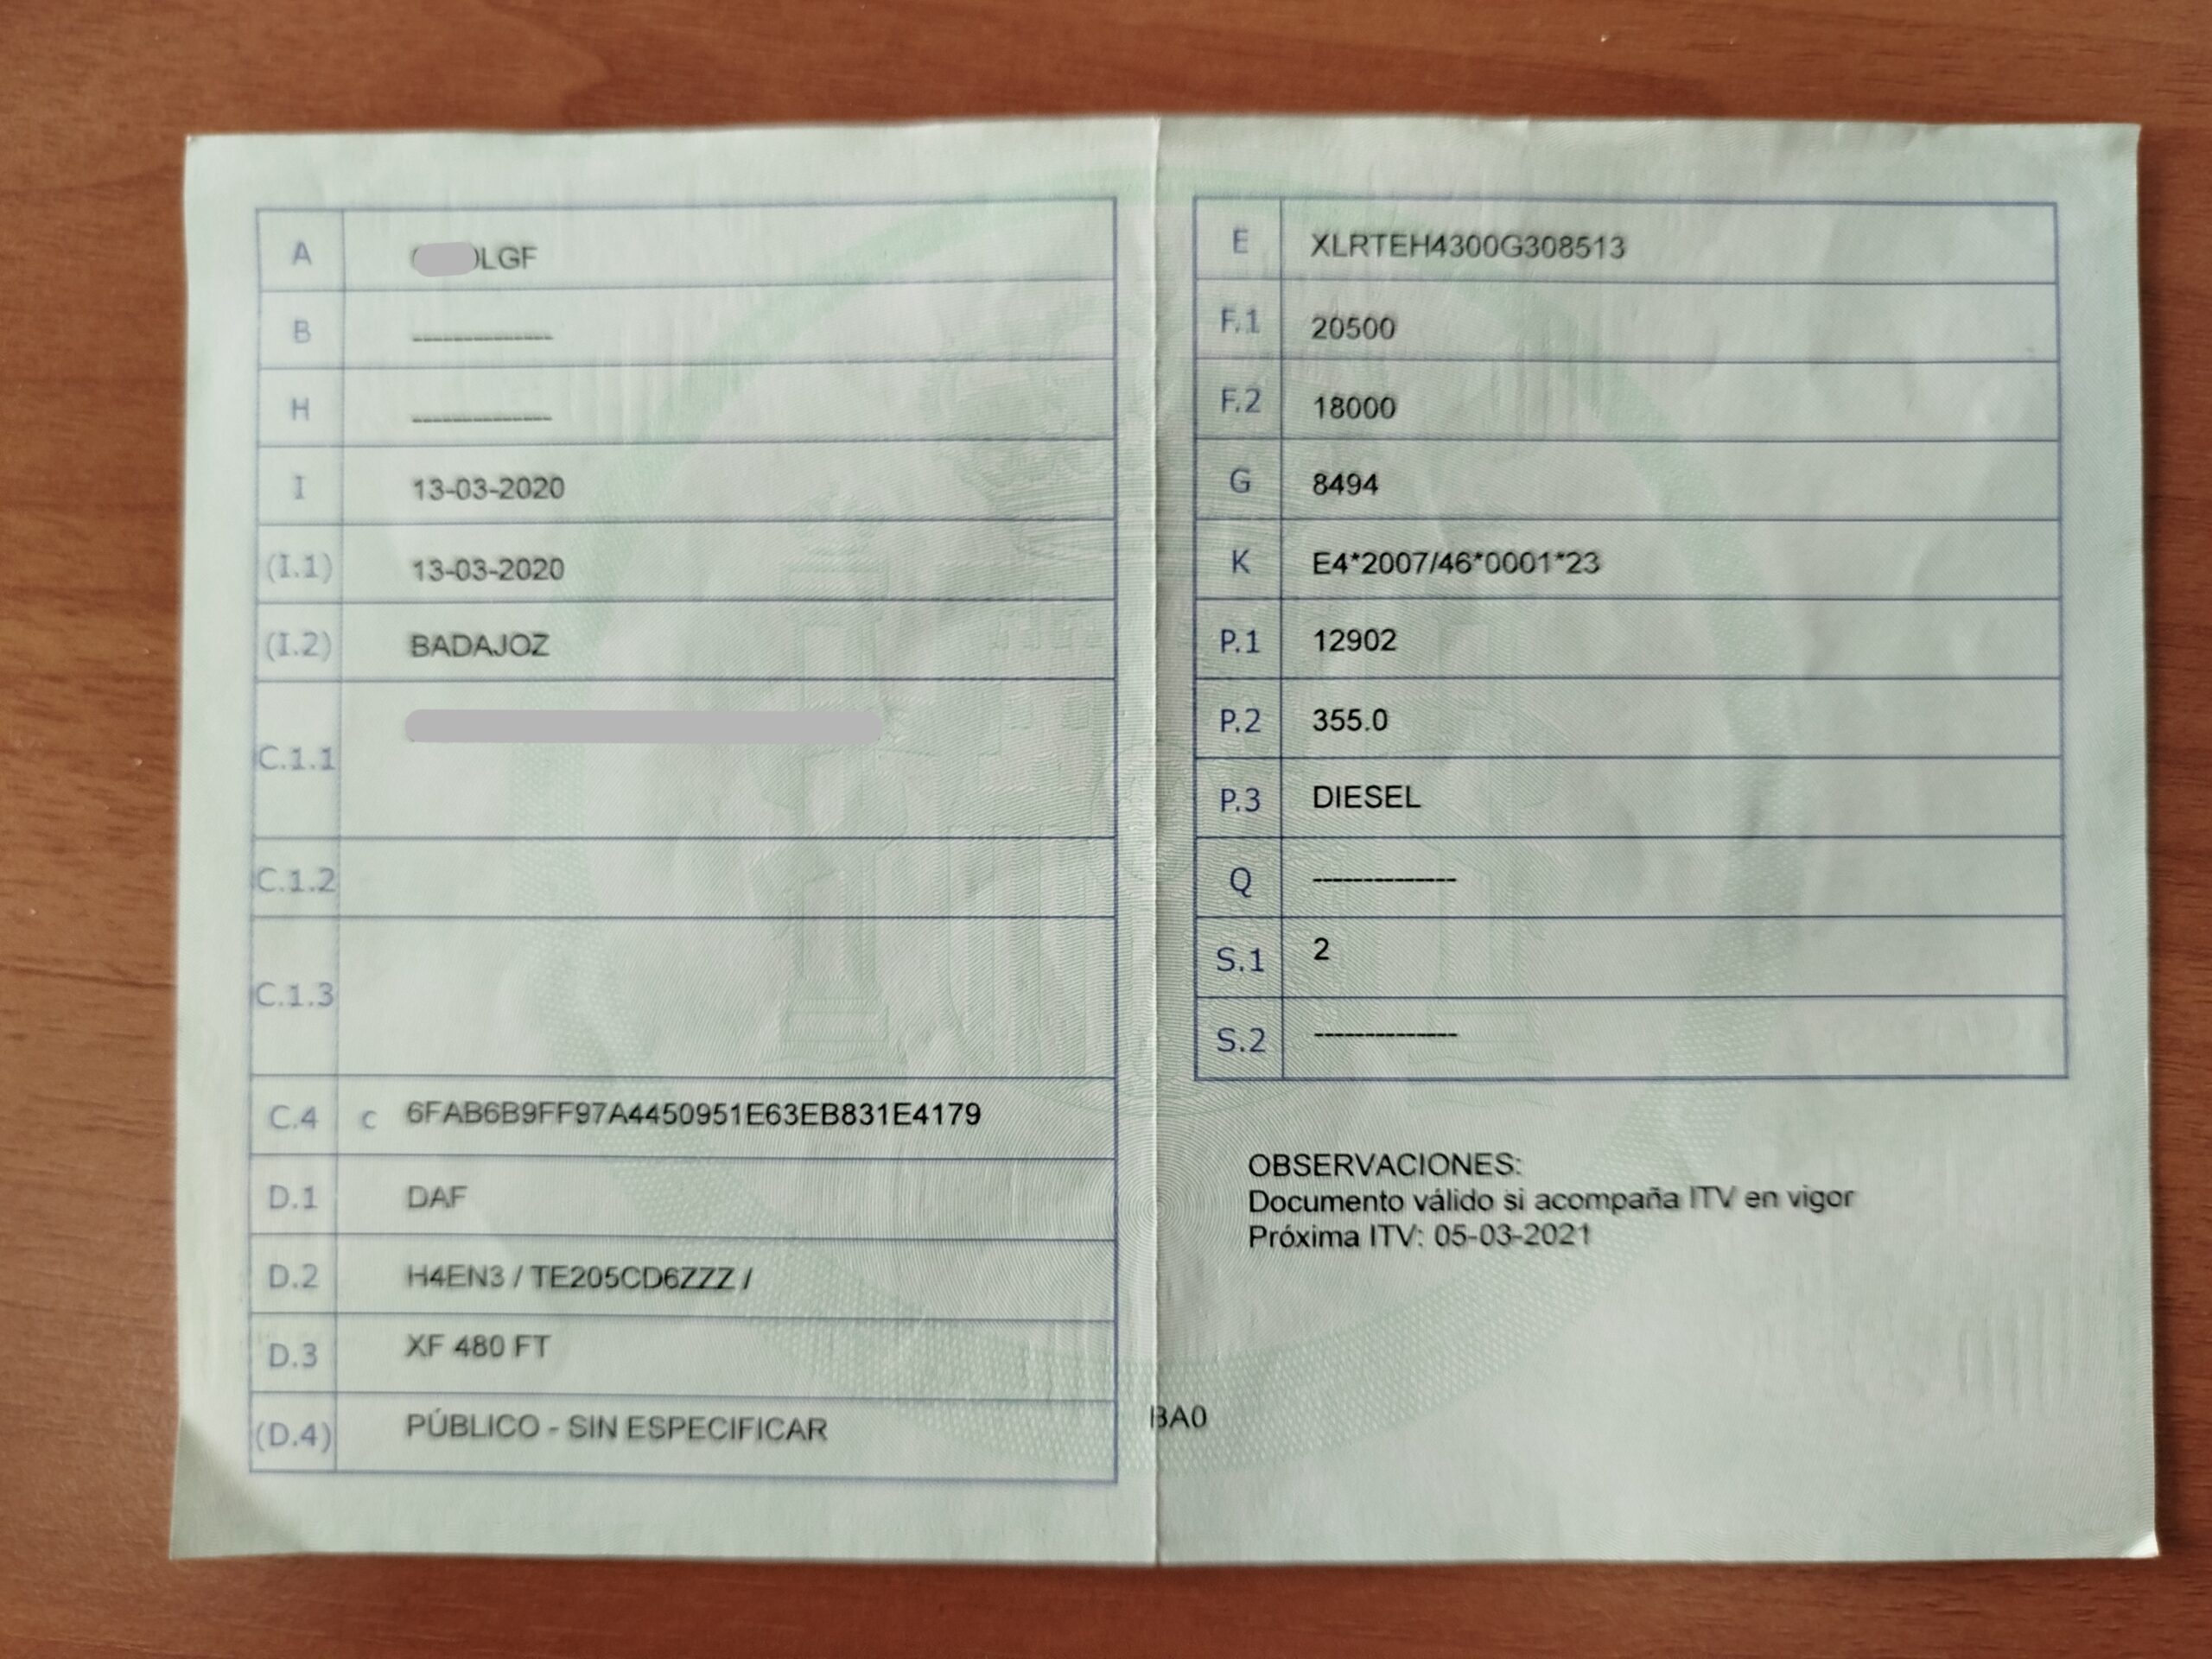 A LGF
B --------------
H --------------
I 13-03-2020
(I.1) 13-03-2020
(I.2) BADAJOZ
C.1.1
C.1.2
C.1.3
C.4 c 6FAB6B9FF97A4450951E63EB831E4179
D.1 DAF
D.2 H4EN3 / TE205CD6ZZZ /
D.3 XF 480 FT
(D.4) PÚBLICO - SIN ESPECIFICAR
E XLRTEH4300G308513
F.1 20500
F.2 18000
G 8494
K E4*2007/46*0001*23
P.1 12902
P.2 355.0
P.3 DIESEL
Q --------------
S.1 2
S.2 --------------
OBSERVACIONES:
Documento válido si acompaña ITV en vigor
Próxima ITV: 05-03-2021
BA0